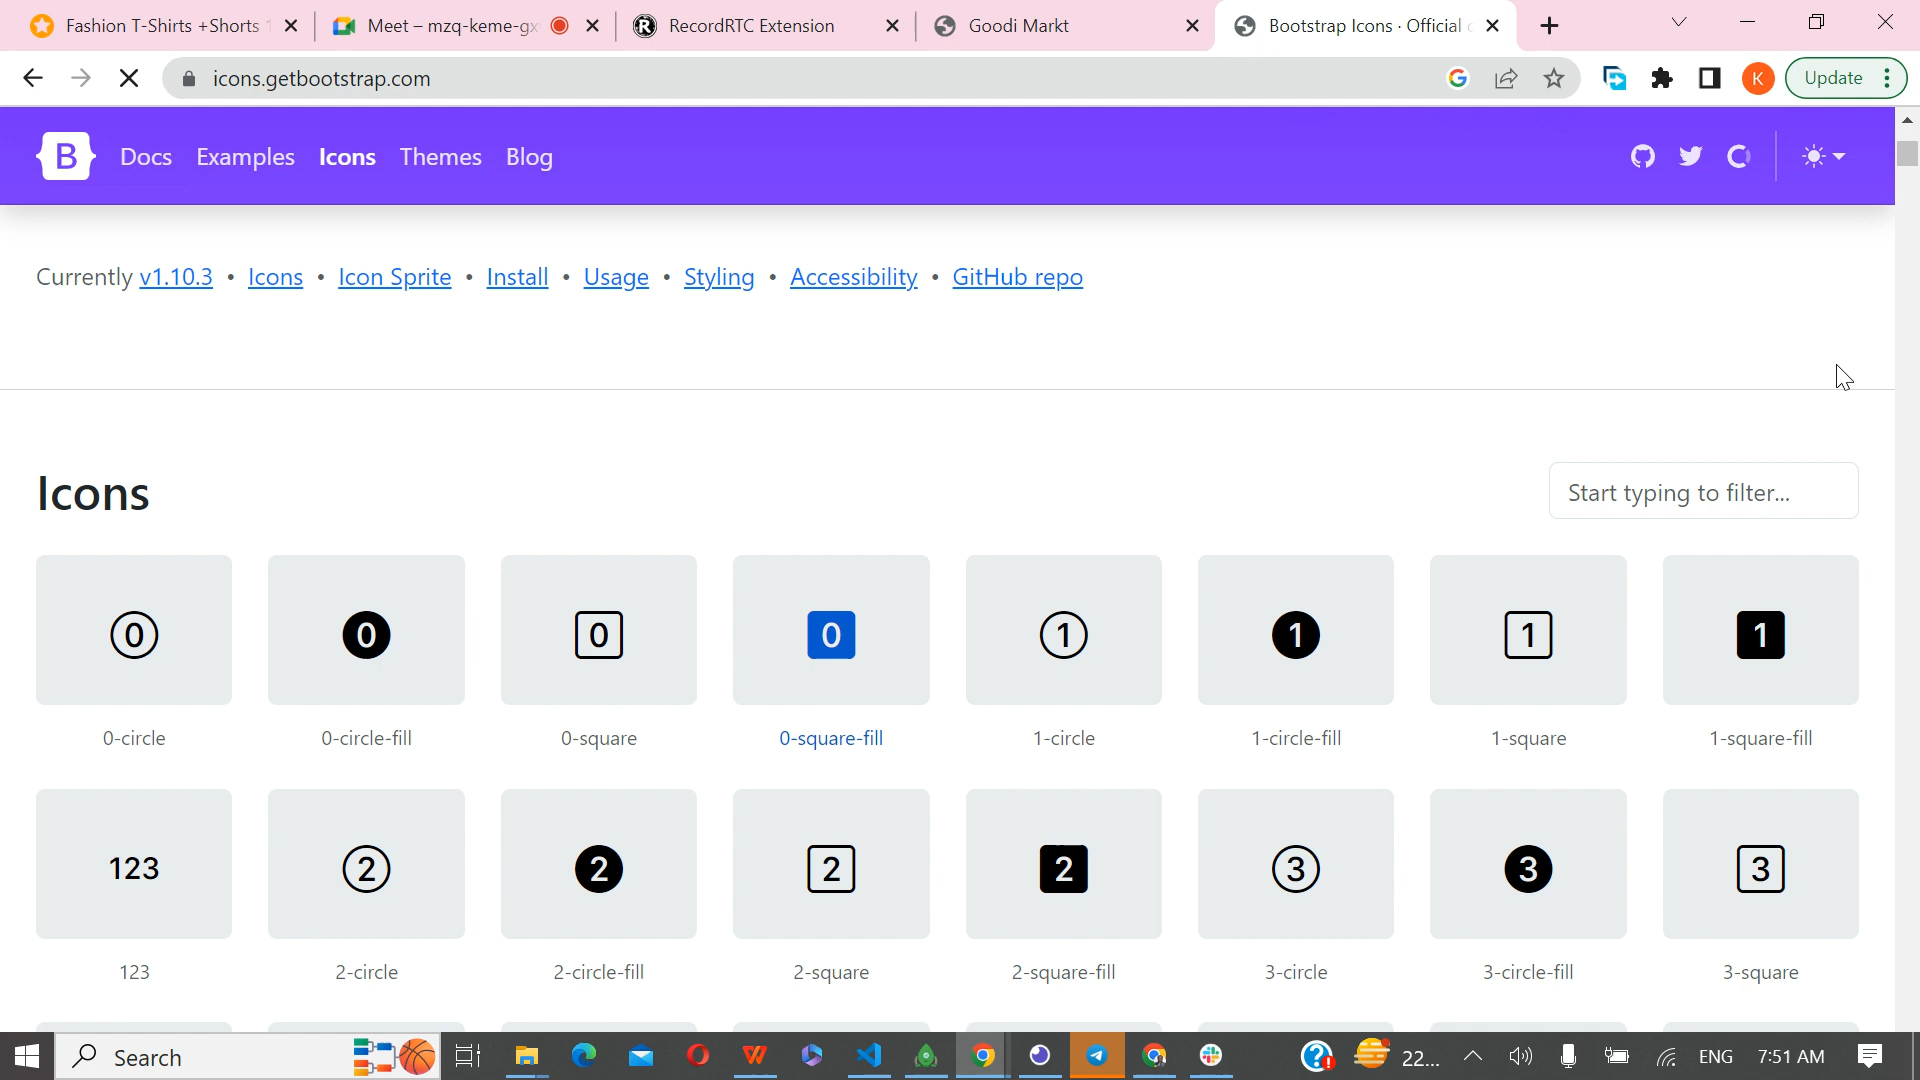 Fashion T-Shirts +Shorts
Meet – mzq-keme-gx
RecordRTC Extension
Goodi Markt
Bootstrap Icons · Official
icons.getbootstrap.com
K
Update
B
Docs
Examples
Icons
Themes
Blog
Currently v1.10.3 • Icons • Icon Sprite • Install • Usage • Styling • Accessibility • GitHub repo
Icons
Start typing to filter...
0 0 0 0 1 1 1 1
0-circle 0-circle-fill 0-square 0-square-fill 1-circle 1-circle-fill 1-square 1-square-fill
123 2 2 2 2 3 3 3
123 2-circle 2-circle-fill 2-square 2-square-fill 3-circle 3-circle-fill 3-square
Search
22...
ENG
7:51 AM